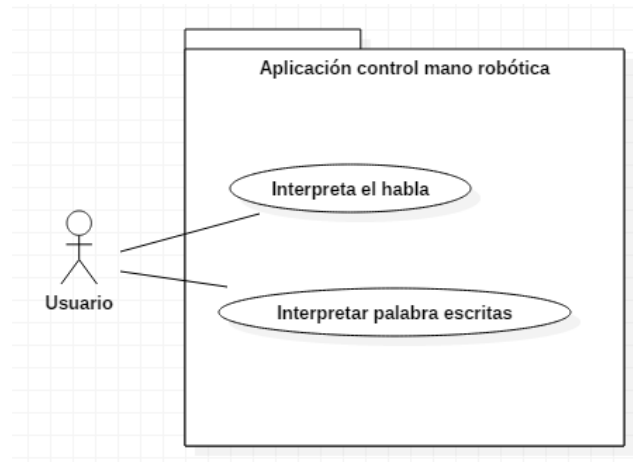 Aplicación control mano robótica
Interpreta el habla
Usuario
Interpretar palabra escritas